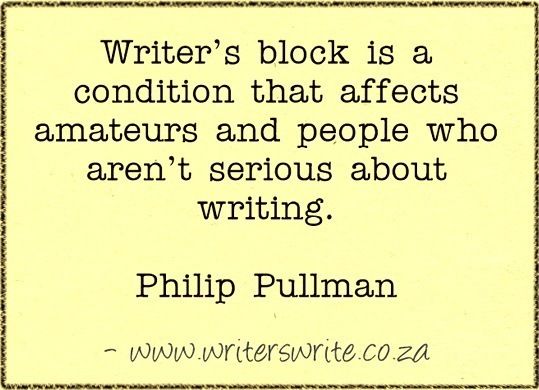 Writer's block is a
condition that affects
amateurs and people who
aren't serious about
writing.
Philip Pullman
- www.writerswrite.co.za